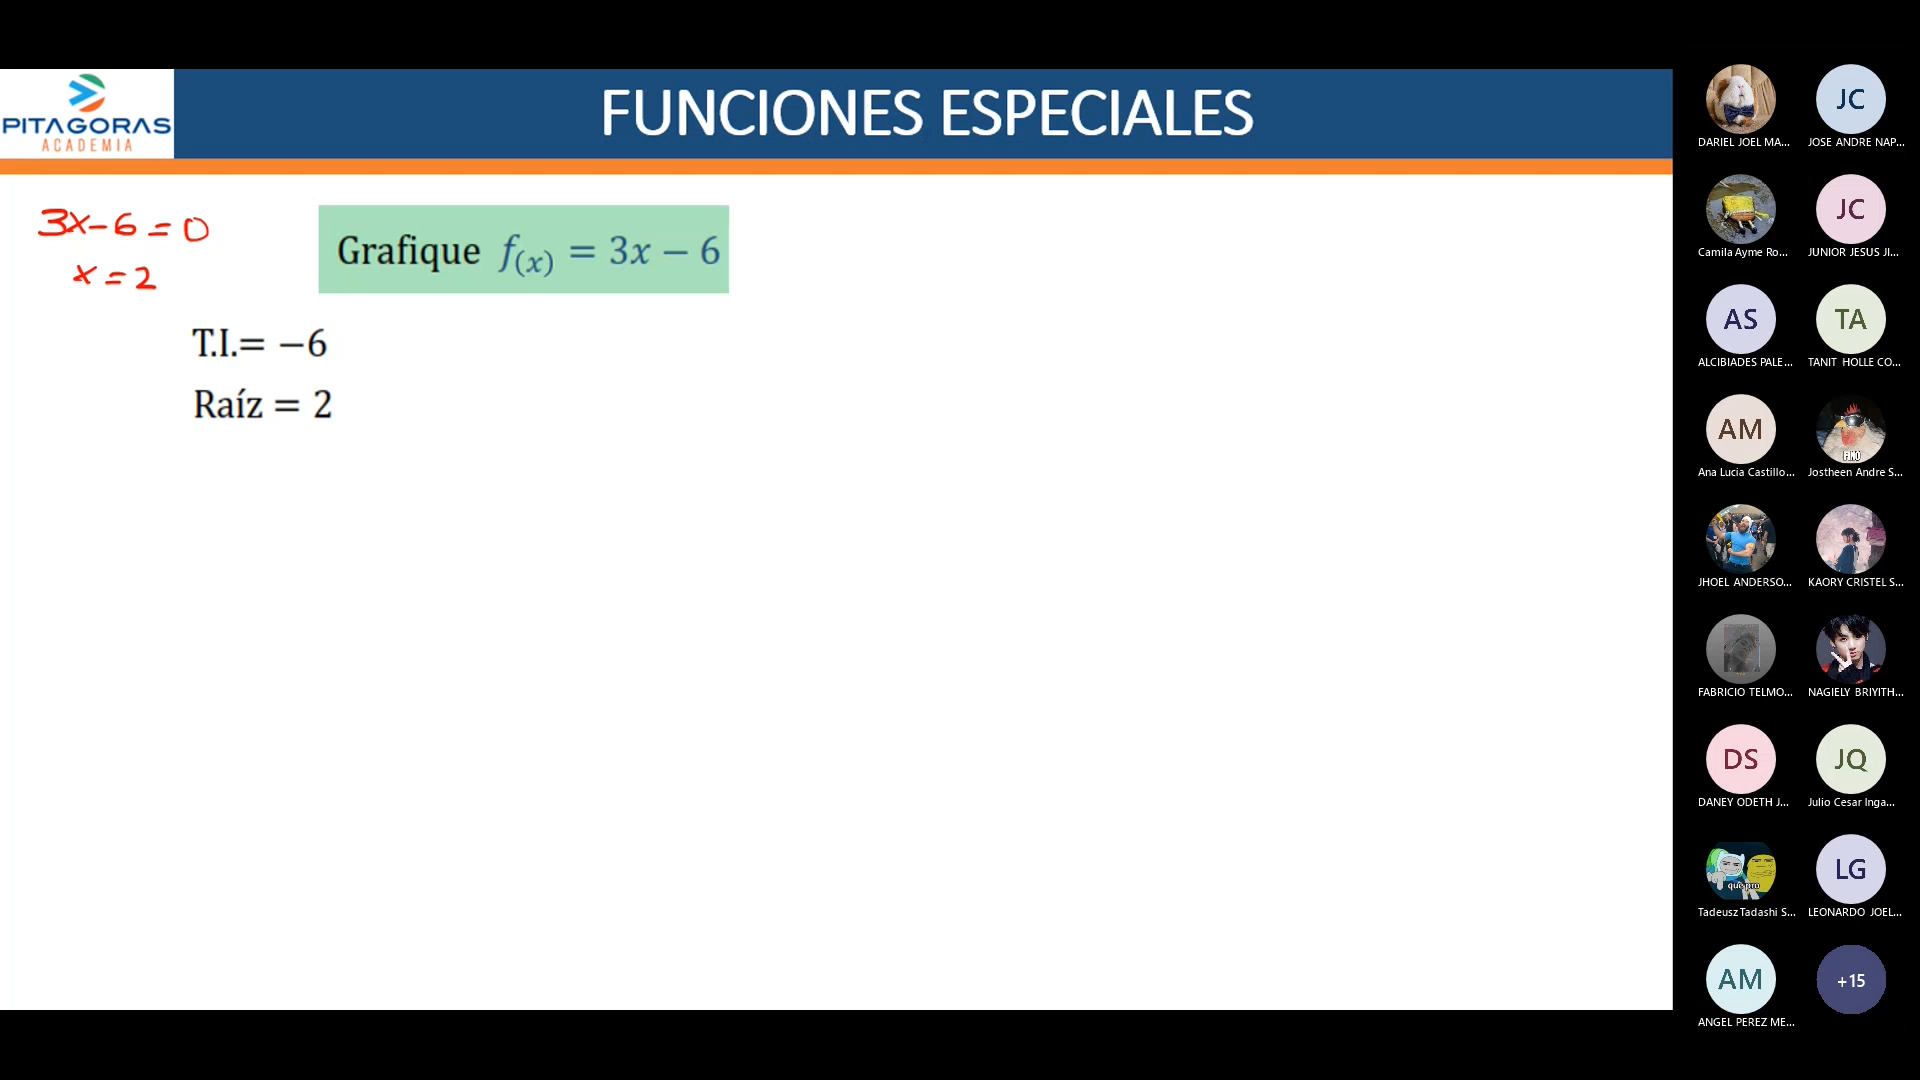 PITAGORAS
ACADEMIA
FUNCIONES ESPECIALES
3x-6=0
x=2
Grafique f(x) = 3x − 6
T.I.= −6
Raíz = 2
JC
DARIEL JOEL MA...
JOSE ANDRE NAP...
JC
Camila Ayme Ro...
JUNIOR JESUS JI...
AS
TA
ALCIBIADES PALE...
TANIT HOLLE CO...
AM
FINO
Ana Lucia Castillo...
Jostheen Andre S...
JHOEL ANDERSO...
KAORY CRISTEL S...
FABRICIO TELMO...
NAGIELY BRIYITH...
DS
JQ
DANEY ODETH J...
Julio Cesar Inga...
que pro
LG
Tadeusz Tadashi S...
LEONARDO JOEL...
AM
+15
ANGEL PEREZ ME...